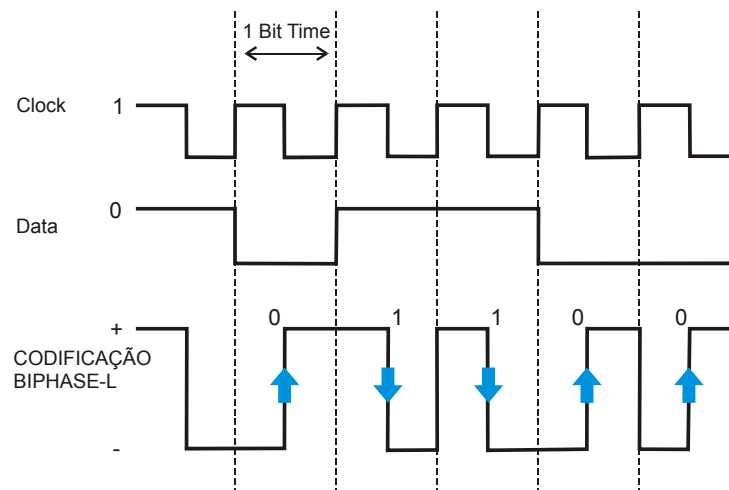 1 Bit Time
Clock 1
0
Data
0 1 1 0 0
+
CODIFICAÇÃO
BIPHASE-L
-